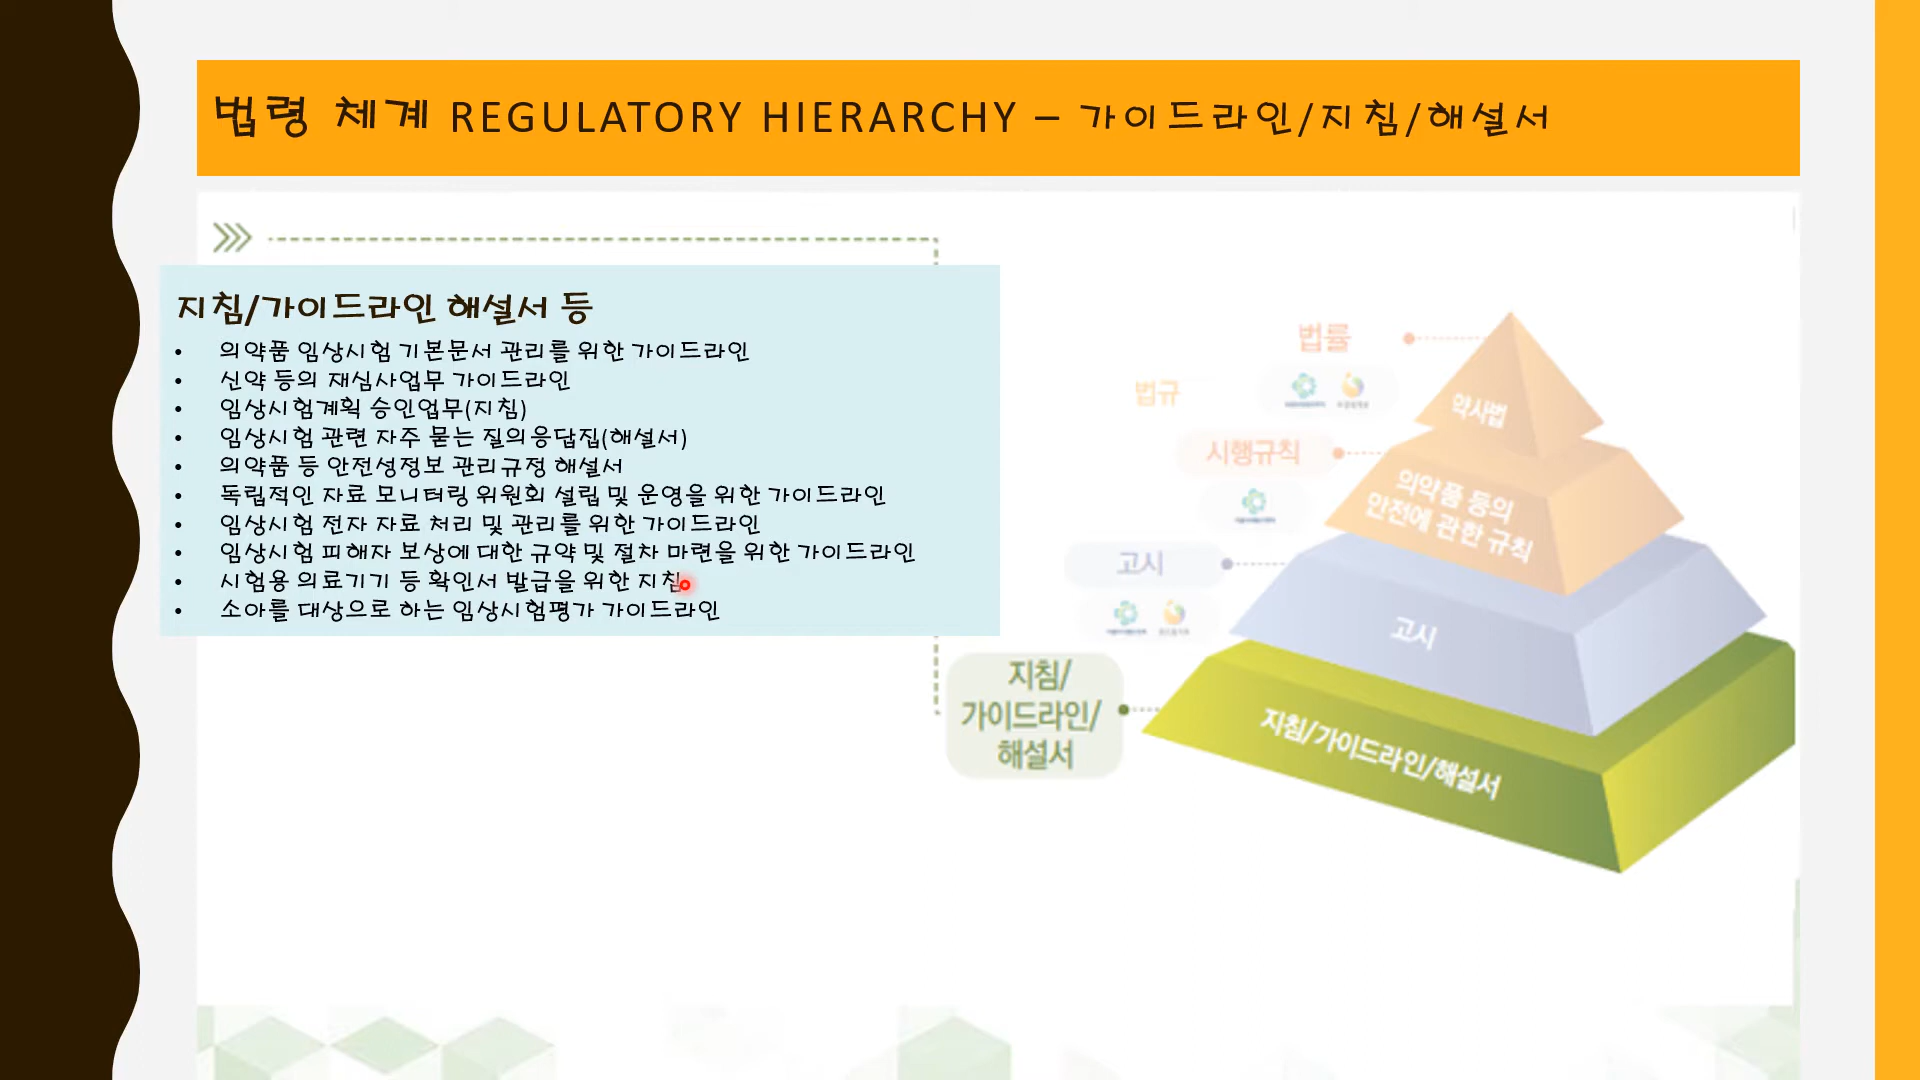 법령 체계 REGULATORY HIERARCHY – 가이드라인/지침/해설서
지침/가이드라인 해설서 등
• 의약품 임상시험 기본문서 관리를 위한 가이드라인
• 신약 등의 재심사업무 가이드라인
• 임상시험계획 승인업무(지침)
• 임상시험 관련 자주 묻는 질의응답집(해설서)
• 의약품 등 안전성정보 관리규정 해설서
• 독립적인 자료 모니터링 위원회 설립 및 운영을 위한 가이드라인
• 임상시험 전자 자료 처리 및 관리를 위한 가이드라인
• 임상시험 피해자 보상에 대한 규약 및 절차 마련을 위한 가이드라인
• 시험용 의료기기 등 확인서 발급을 위한 지침
• 소아를 대상으로 하는 임상시험평가 가이드라인
법률
법규
시행규칙
고시
지침/
가이드라인/
해설서
약사법
의약품 등의
안전에 관한 규칙
고시
지침/가이드라인/해설서